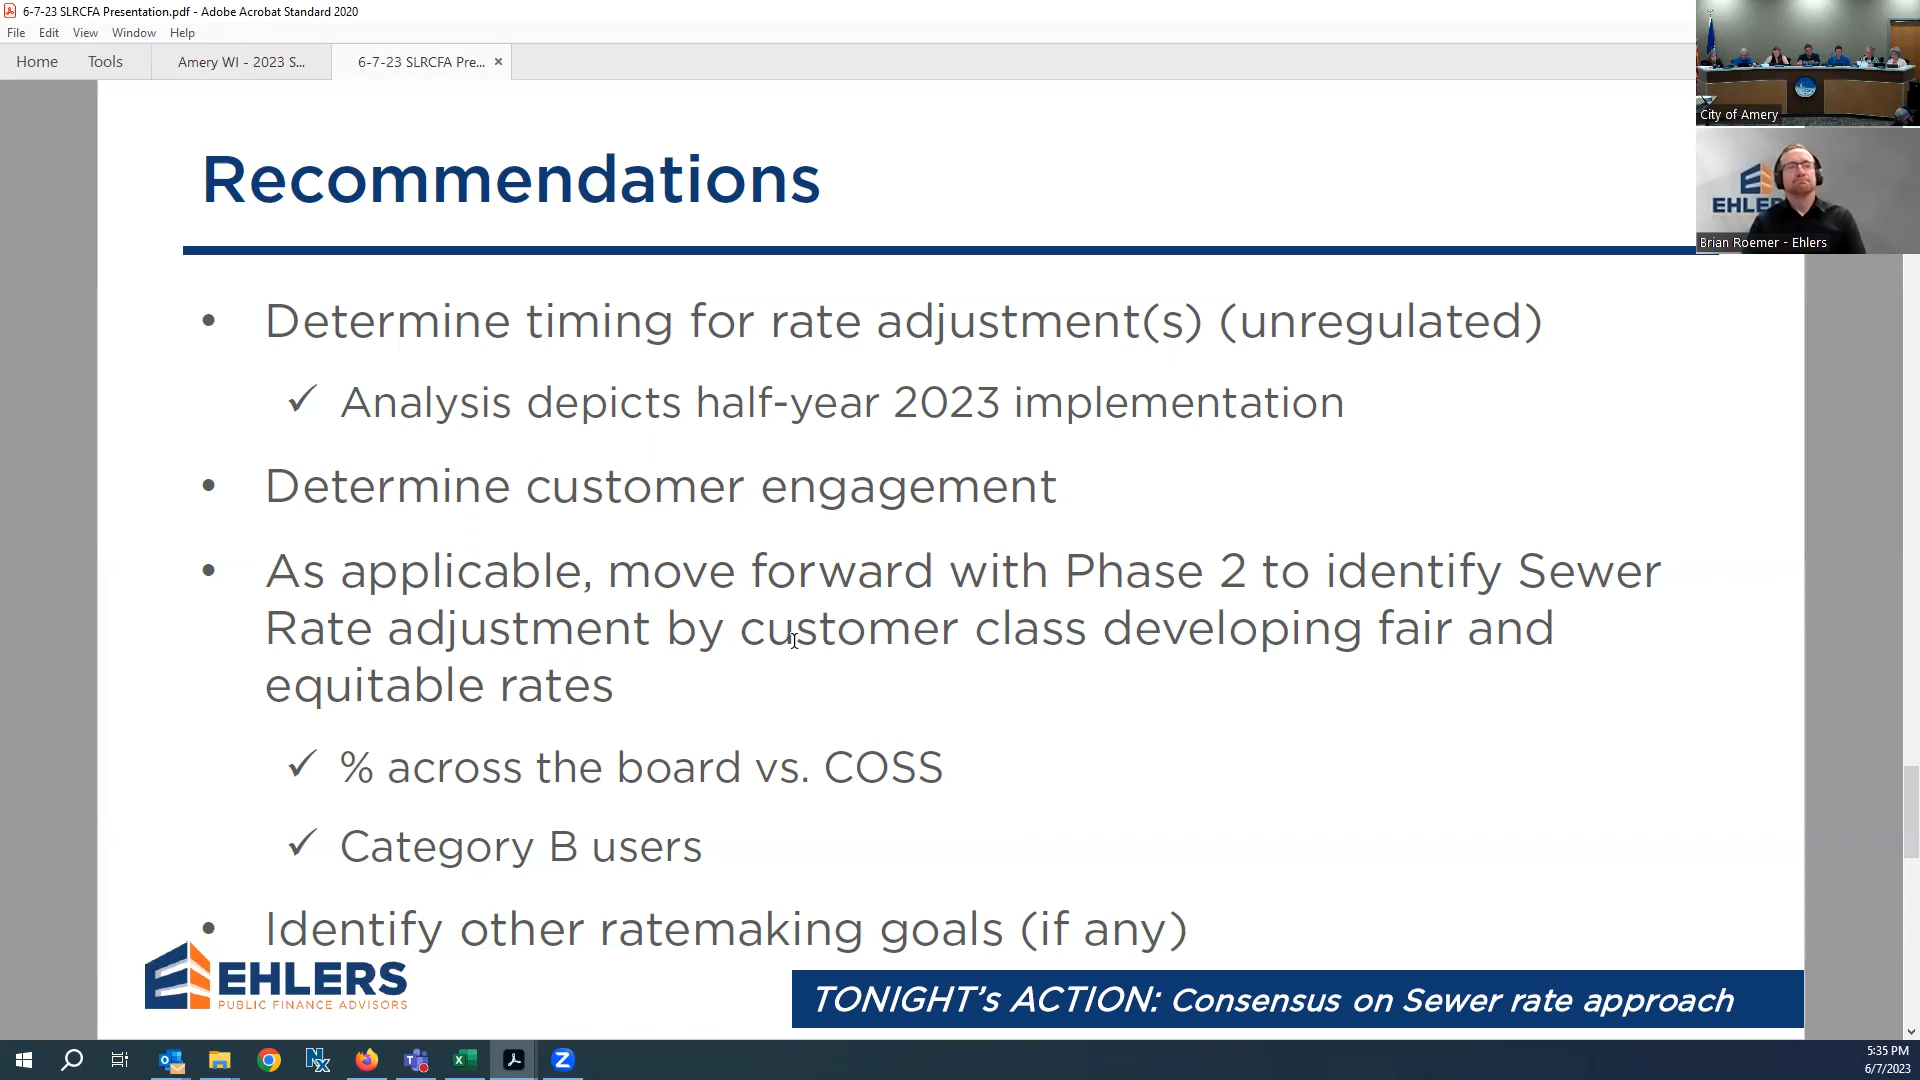 6-7-23 SLRCFA Presentation.pdf - Adobe Acrobat Standard 2020
File Edit View Window Help
Home Tools Amery WI - 2023 S... 6-7-23 SLRCFA Pre... ×
City of Amery
EHLERS
Brian Roemer - Ehlers
Recommendations
• Determine timing for rate adjustment(s) (unregulated)
✓ Analysis depicts half-year 2023 implementation
• Determine customer engagement
• As applicable, move forward with Phase 2 to identify Sewer
Rate adjustment by customer class developing fair and
equitable rates
✓ % across the board vs. COSS
✓ Category B users
• Identify other ratemaking goals (if any)
EHLERS
PUBLIC FINANCE ADVISORS
TONIGHT's ACTION: Consensus on Sewer rate approach
5:35 PM
6/7/2023